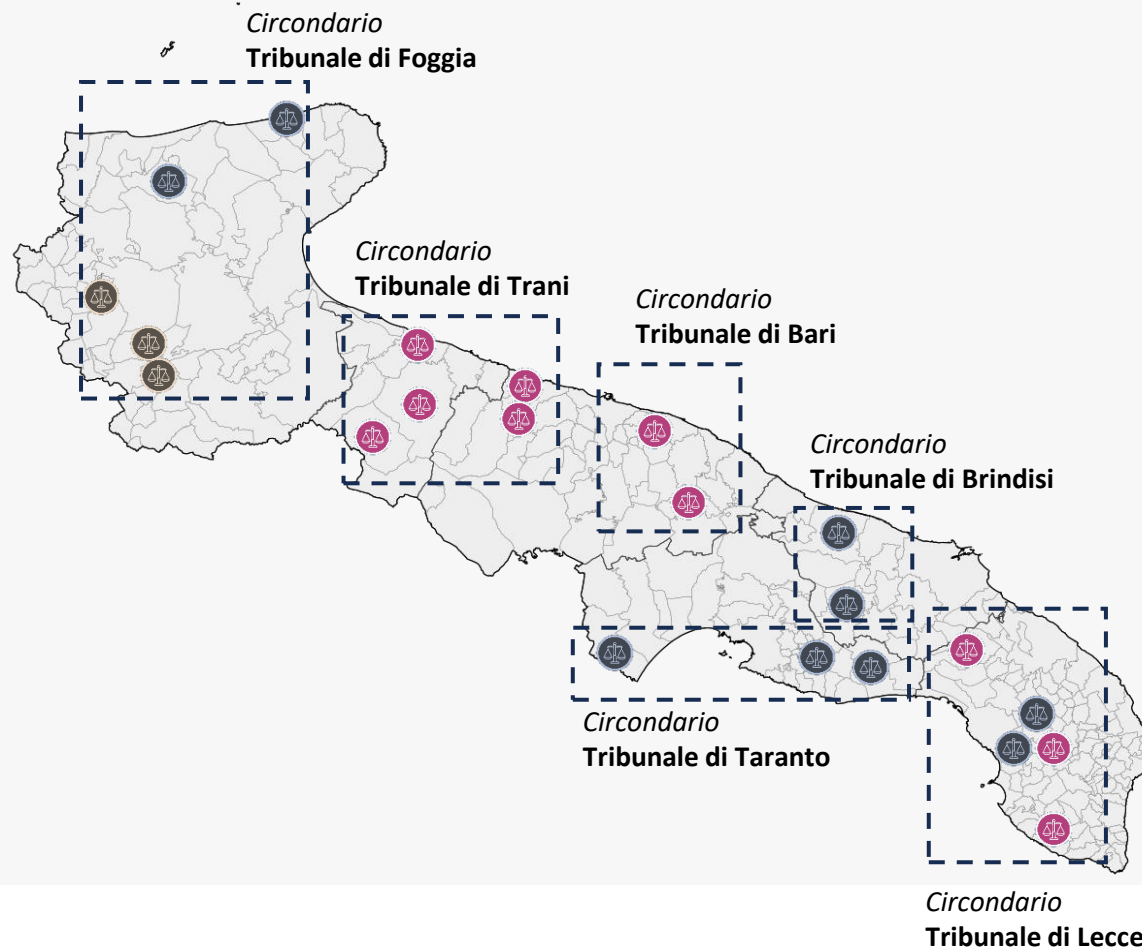 Circondario
Tribunale di Foggia
Circondario
Tribunale di Trani
Circondario
Tribunale di Bari
Circondario
Tribunale di Brindisi
Circondario
Tribunale di Taranto
Circondario
Tribunale di Lecce